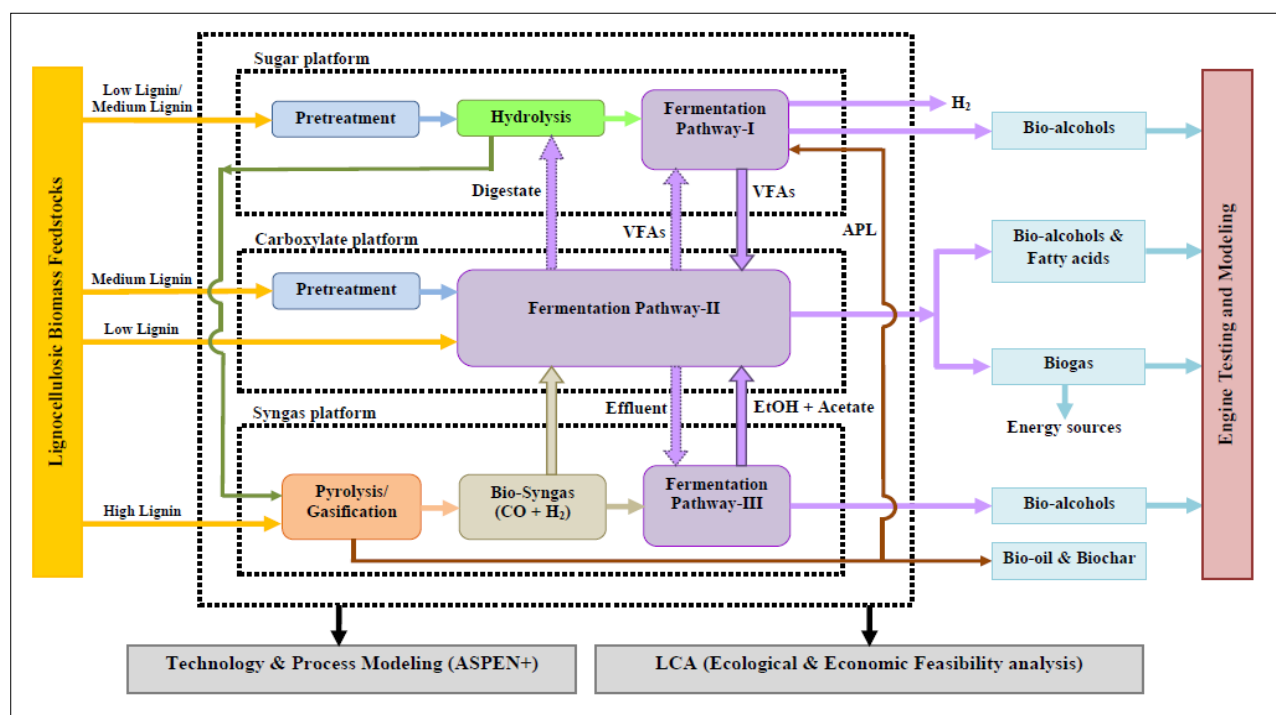 Sugar platform
Low Lignin/
Medium Lignin
Pretreatment
Hydrolysis
Fermentation
Pathway-I
H₂
Bio-alcohols
Digestate
VFAs
VFAs
APL
Carboxylate platform
Medium Lignin
Pretreatment
Low Lignin
Fermentation Pathway-II
Bio-alcohols &
Fatty acids
Biogas
Energy sources
Effluent
EtOH + Acetate
Syngas platform
High Lignin
Pyrolysis/
Gasification
Bio-Syngas
(CO + H₂)
Fermentation
Pathway-III
Bio-alcohols
Bio-oil & Biochar
Lignocellulosic Biomass Feedstocks
Engine Testing and Modeling
Technology & Process Modeling (ASPEN+)
LCA (Ecological & Economic Feasibility analysis)